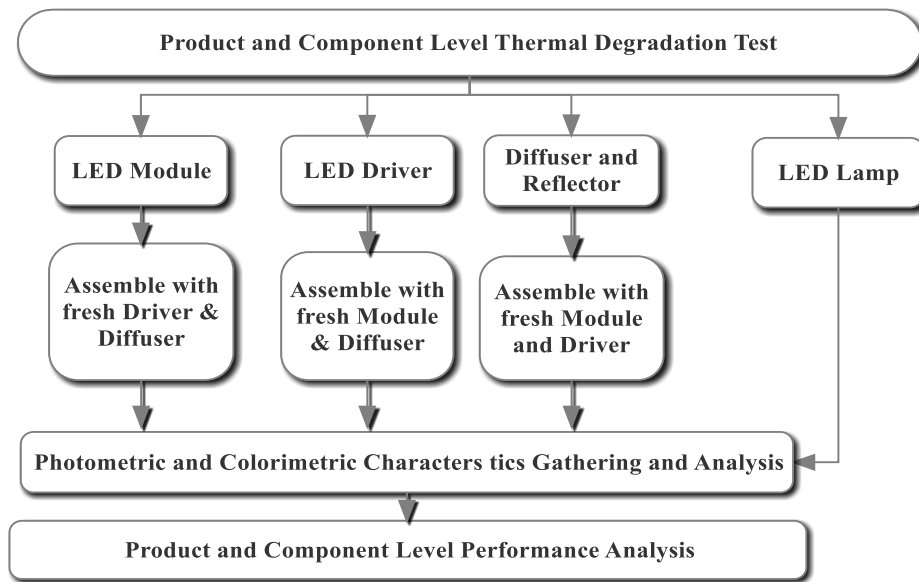 Product and Component Level Thermal Degradation Test
LED Module
LED Driver
Diffuser and
Reflector
LED Lamp
Assemble with
fresh Driver &
Diffuser
Assemble with
fresh Module
& Diffuser
Assemble with
fresh Module
and Driver
Photometric and Colorimetric Characters tics Gathering and Analysis
Product and Component Level Performance Analysis